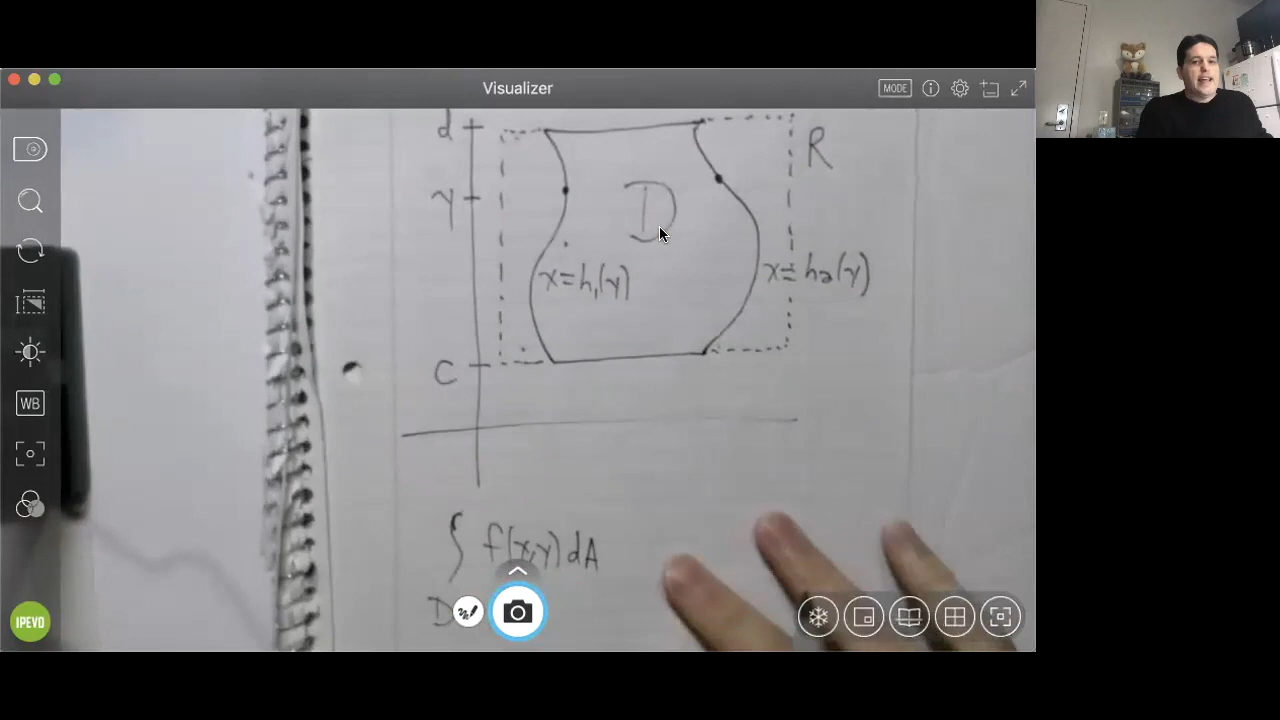 Visualizer
MODE
d
R
y
D
x=h₁(y)
x=h₂(y)
c
WB
∫ f(x,y) dA
D
IPEVO